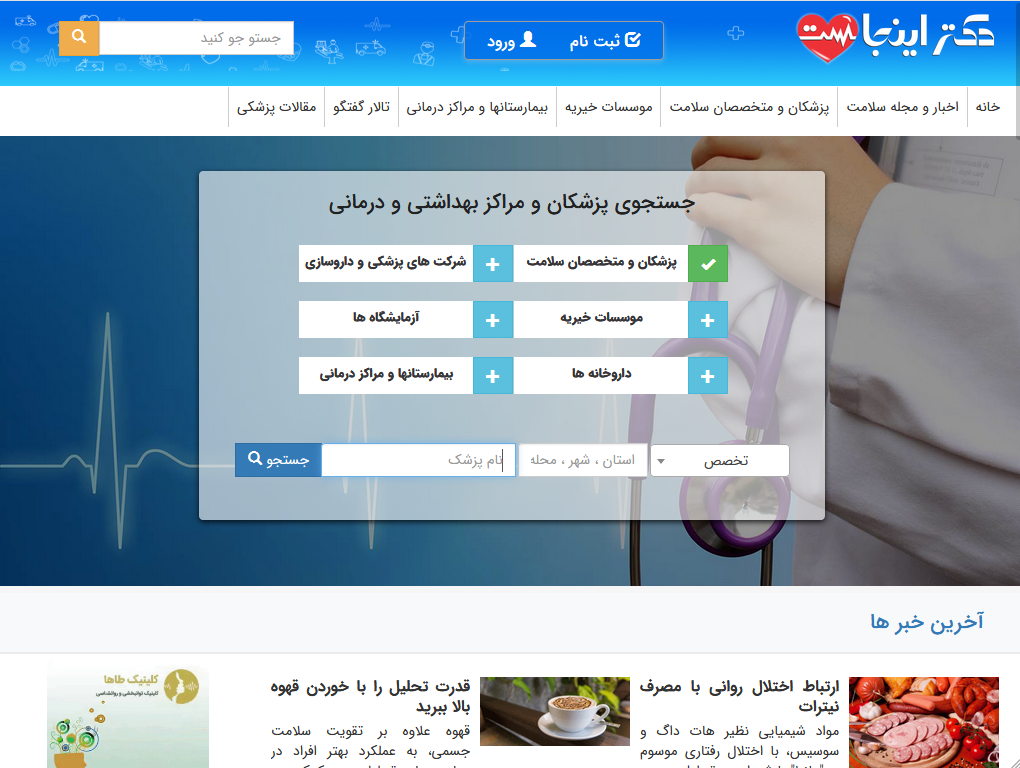 دکتر اینجاست
ثبت نام
ورود
جستجو جو کنید
خانه
اخبار و مجله سلامت
پزشکان و متخصصان سلامت
موسسات خیریه
بیمارستانها و مراکز درمانی
تالار گفتگو
مقالات پزشکی
جستجوی پزشکان و مراکز بهداشتی و درمانی
پزشکان و متخصصان سلامت
شرکت های پزشکی و داروسازی
موسسات خیریه
آزمایشگاه ها
داروخانه ها
بیمارستانها و مراکز درمانی
تخصص
استان ، شهر ، محله
نام پزشک
جستجو
آخرین خبر ها
ارتباط اختلال روانی با مصرف
نیترات
مواد شیمیایی نظیر هات داگ و
سوسیس، با اختلال رفتاری موسوم
قدرت تحلیل را با خوردن قهوه
بالا ببرید
قهوه علاوه بر تقویت سلامت
جسمی، به عملکرد بهتر افراد در
کلینیک طاها
کلینیک توانبخشی و روانشناسی